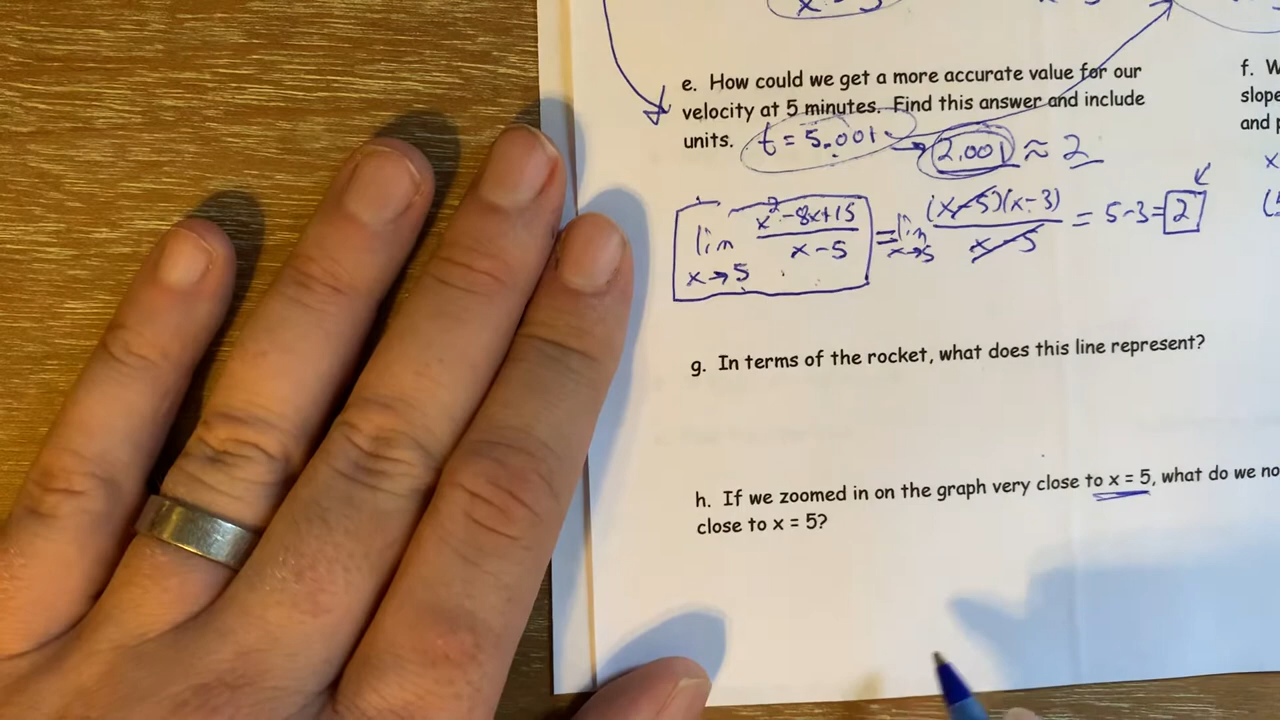 e. How could we get a more accurate value for our
velocity at 5 minutes. Find this answer and include
units. t = 5.001 → 2.001 ≈ 2
lim x→5 x²-8x+15 / x-5 = lim x→5 (x-5)(x-3) / x-5 = 5-3=2
g. In terms of the rocket, what does this line represent?
h. If we zoomed in on the graph very close to x = 5, what do we no
close to x = 5?
f. W
slope
and p
x